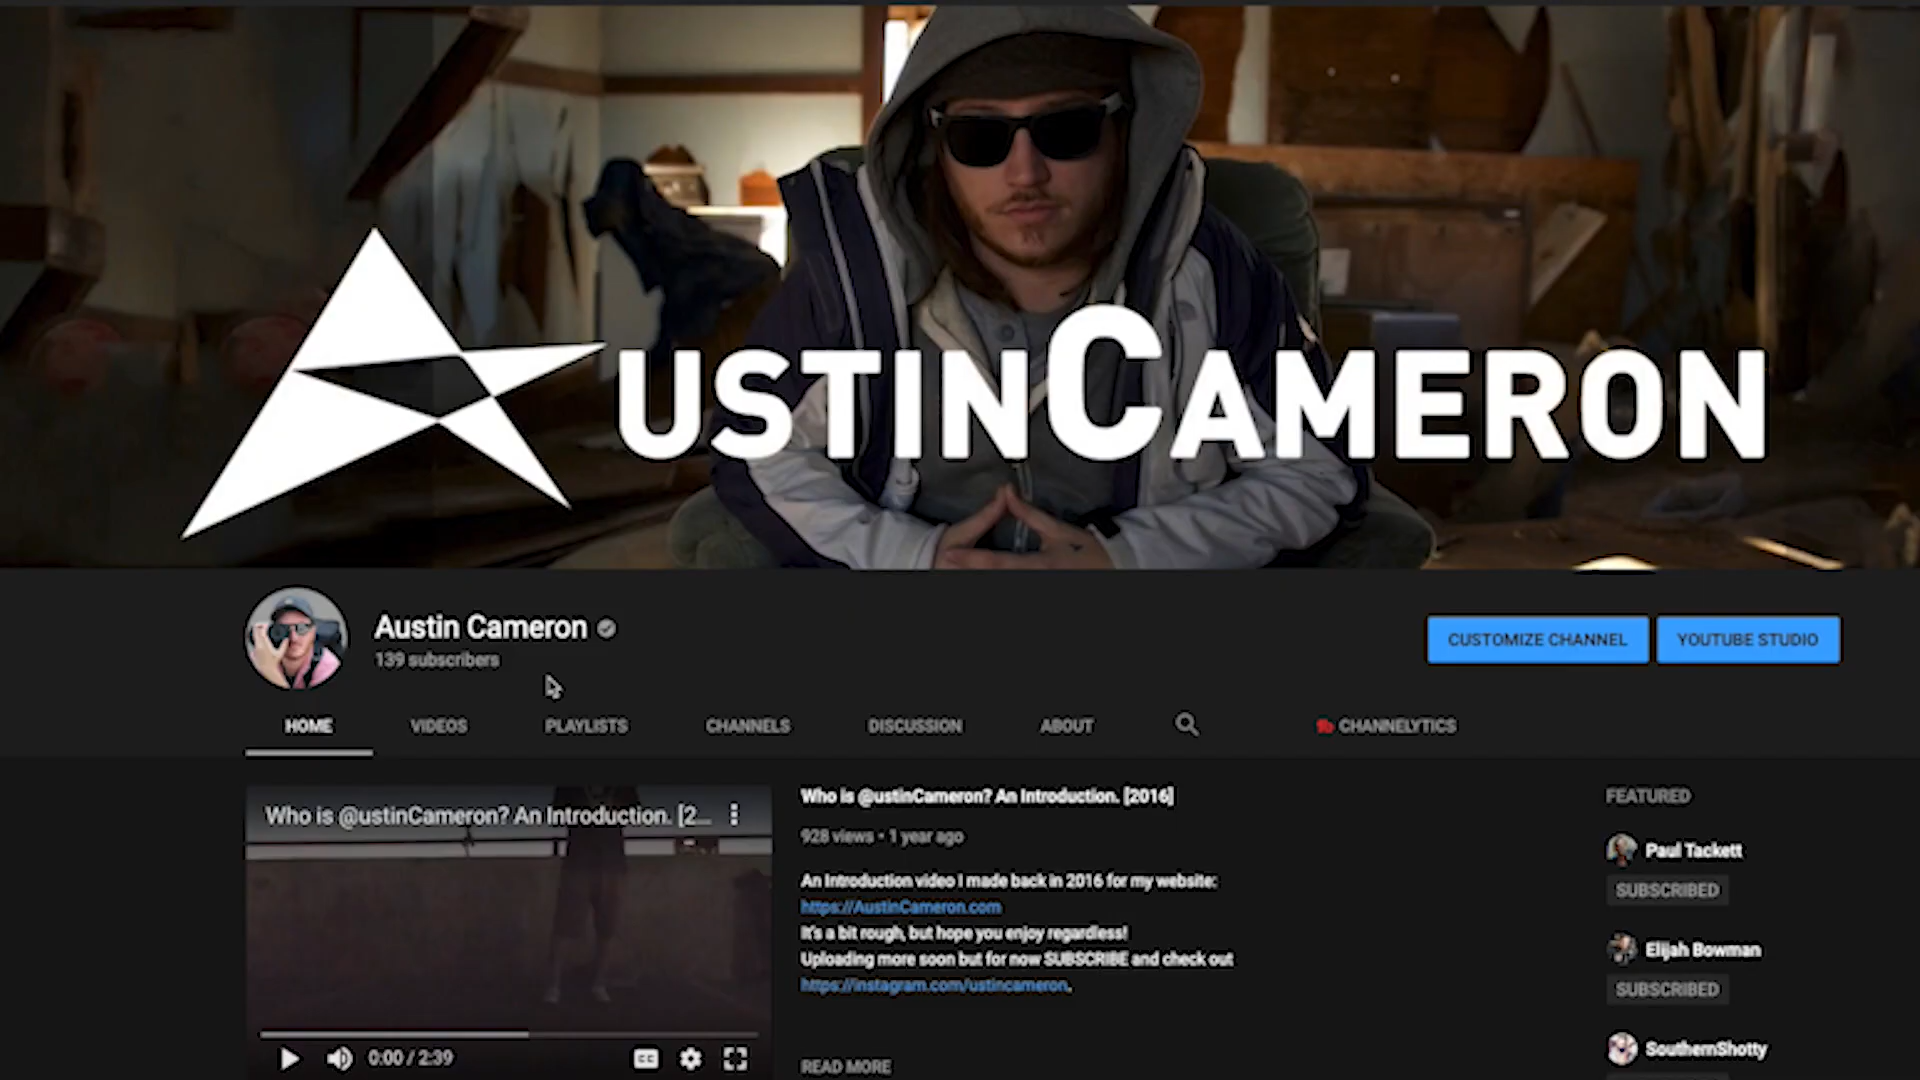 AUSTINCAMERON
Austin Cameron
139 subscribers
CUSTOMIZE CHANNEL
YOUTUBE STUDIO
HOME
VIDEOS
PLAYLISTS
CHANNELS
DISCUSSION
ABOUT
CHANNELYTICS
Who is @ustinCameron? An Introduction. [2...
0:00 / 2:39
Who is @ustinCameron? An Introduction. [2016]
928 views • 1 year ago
An Introduction video I made back in 2016 for my website:
https://AustinCameron.com
It's a bit rough, but hope you enjoy regardless!
Uploading more soon but for now SUBSCRIBE and check out
https://instagram.com/ustincameron.
READ MORE
FEATURED
Paul Tackett
SUBSCRIBED
Elijah Bowman
SUBSCRIBED
SouthernShotty